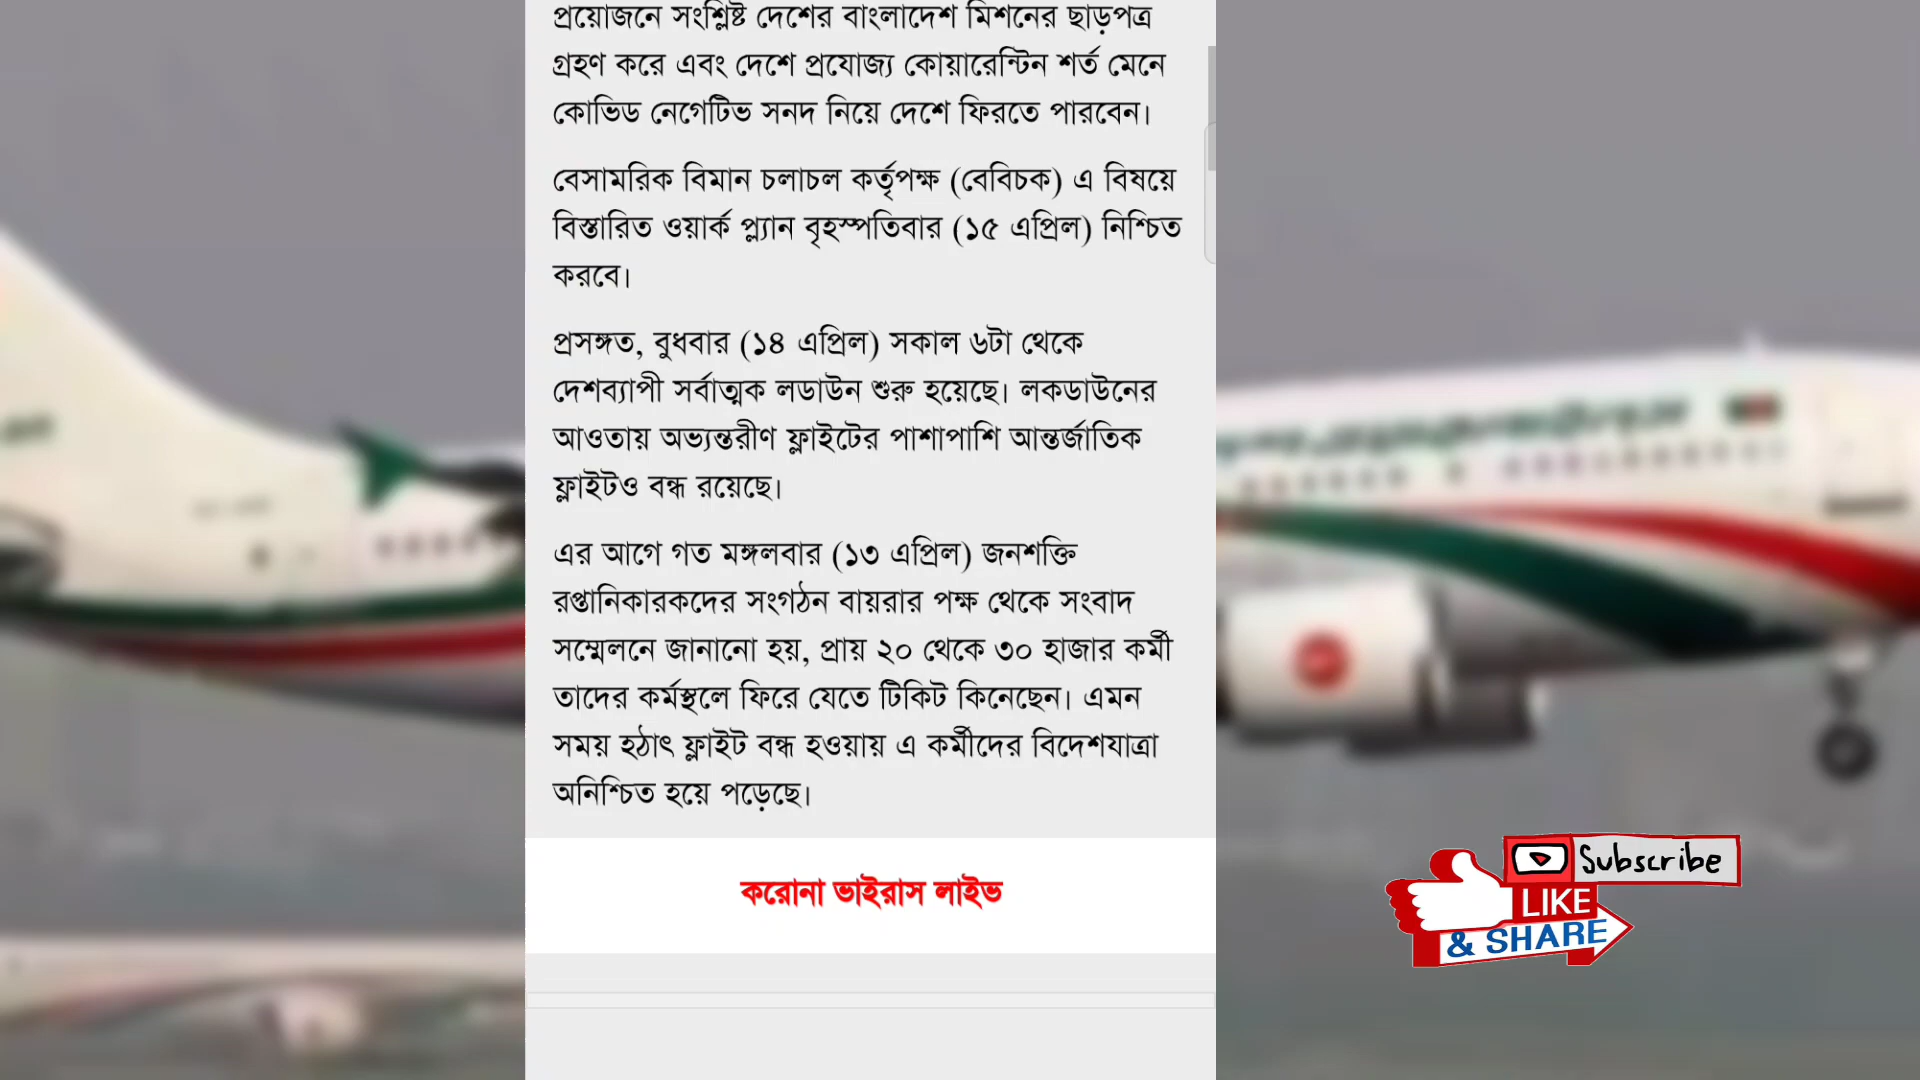 প্রয়োজনে সংশ্লিষ্ট দেশের বাংলাদেশ মিশনের ছাড়পত্র
গ্রহণ করে এবং দেশে প্রযোজ্য কোয়ারেন্টিন শর্ত মেনে
কোভিড নেগেটিভ সনদ নিয়ে দেশে ফিরতে পারবেন।
বেসামরিক বিমান চলাচল কর্তৃপক্ষ (বেবিচক) এ বিষয়ে
বিস্তারিত ওয়ার্ক প্ল্যান বৃহস্পতিবার (১৫ এপ্রিল) নিশ্চিত
করবে।
প্রসঙ্গত, বুধবার (১৪ এপ্রিল) সকাল ৬টা থেকে
দেশব্যাপী সর্বাত্মক লডাউন শুরু হয়েছে। লকডাউনের
আওতায় অভ্যন্তরীণ ফ্লাইটের পাশাপাশি আন্তর্জাতিক
ফ্লাইটও বন্ধ রয়েছে।
এর আগে গত মঙ্গলবার (১৩ এপ্রিল) জনশক্তি
রপ্তানিকারকদের সংগঠন বায়রার পক্ষ থেকে সংবাদ
সম্মেলনে জানানো হয়, প্রায় ২০ থেকে ৩০ হাজার কর্মী
তাদের কর্মস্থলে ফিরে যেতে টিকিট কিনেছেন। এমন
সময় হঠাৎ ফ্লাইট বন্ধ হওয়ায় এ কর্মীদের বিদেশযাত্রা
অনিশ্চিত হয়ে পড়েছে।
করোনা ভাইরাস লাইভ
Subscribe
LIKE
& SHARE